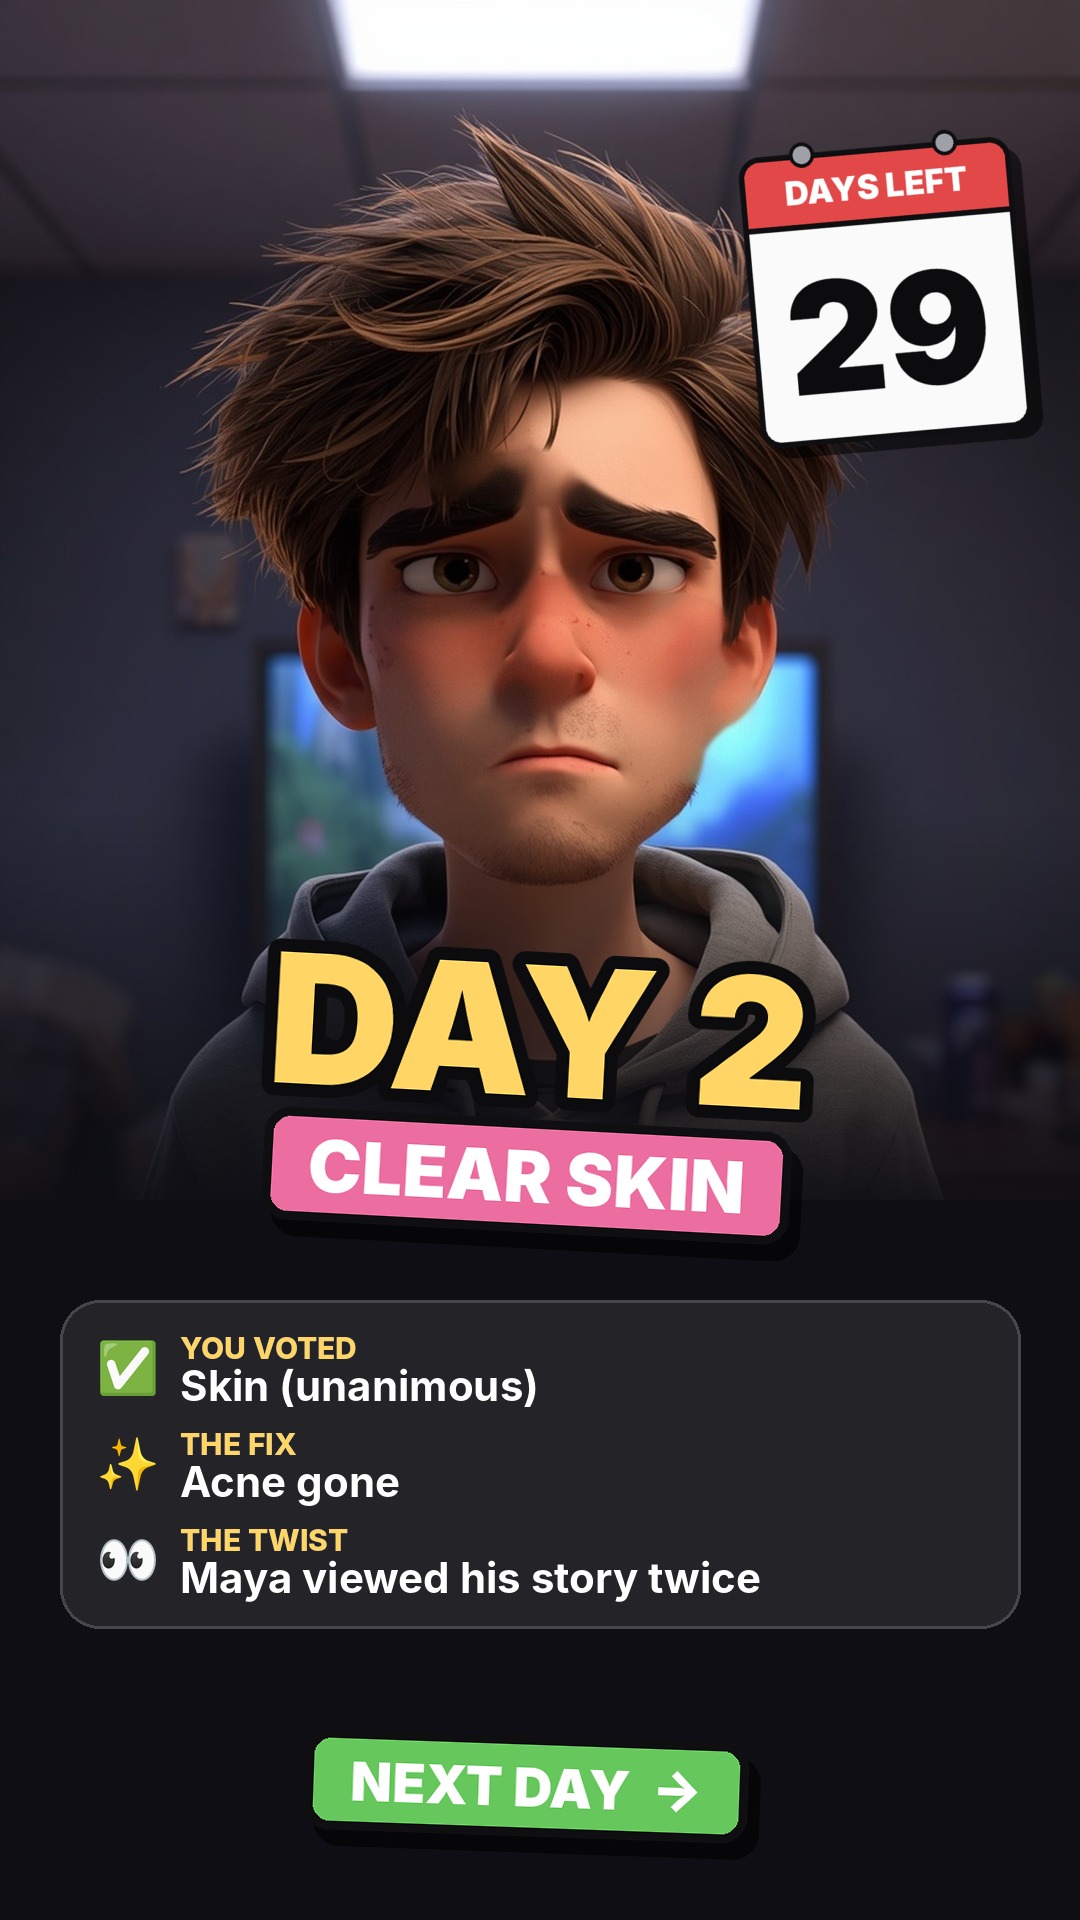 DAYS LEFT
29
DAY 2
CLEAR SKIN
✅ YOU VOTED
Skin (unanimous)
✨ THE FIX
Acne gone
👀 THE TWIST
Maya viewed his story twice
NEXT DAY →